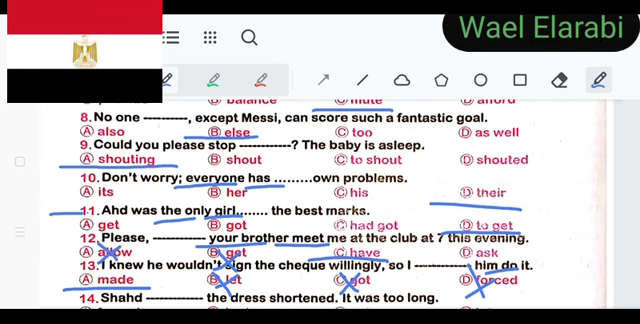 Wael Elarabi
B balance C mute D afford
8.No one ----------, except Messi, can score such a fantastic goal.
A also B else C too D as well
9.Could you please stop ------------? The baby is asleep.
A shouting B shout C to shout D shouted
10. Don't worry; everyone has .........own problems.
A its B her C his D their
11. Ahd was the only girl........ the best marks.
A get B got C had got D to get
12. Please, ------------ your brother meet me at the club at 7 this evening.
A allow B get C have D ask
13. I knew he wouldn't sign the cheque willingly, so I ------------ him do it.
A made B let C got D forced
14. Shahd ------------ the dress shortened. It was too long.